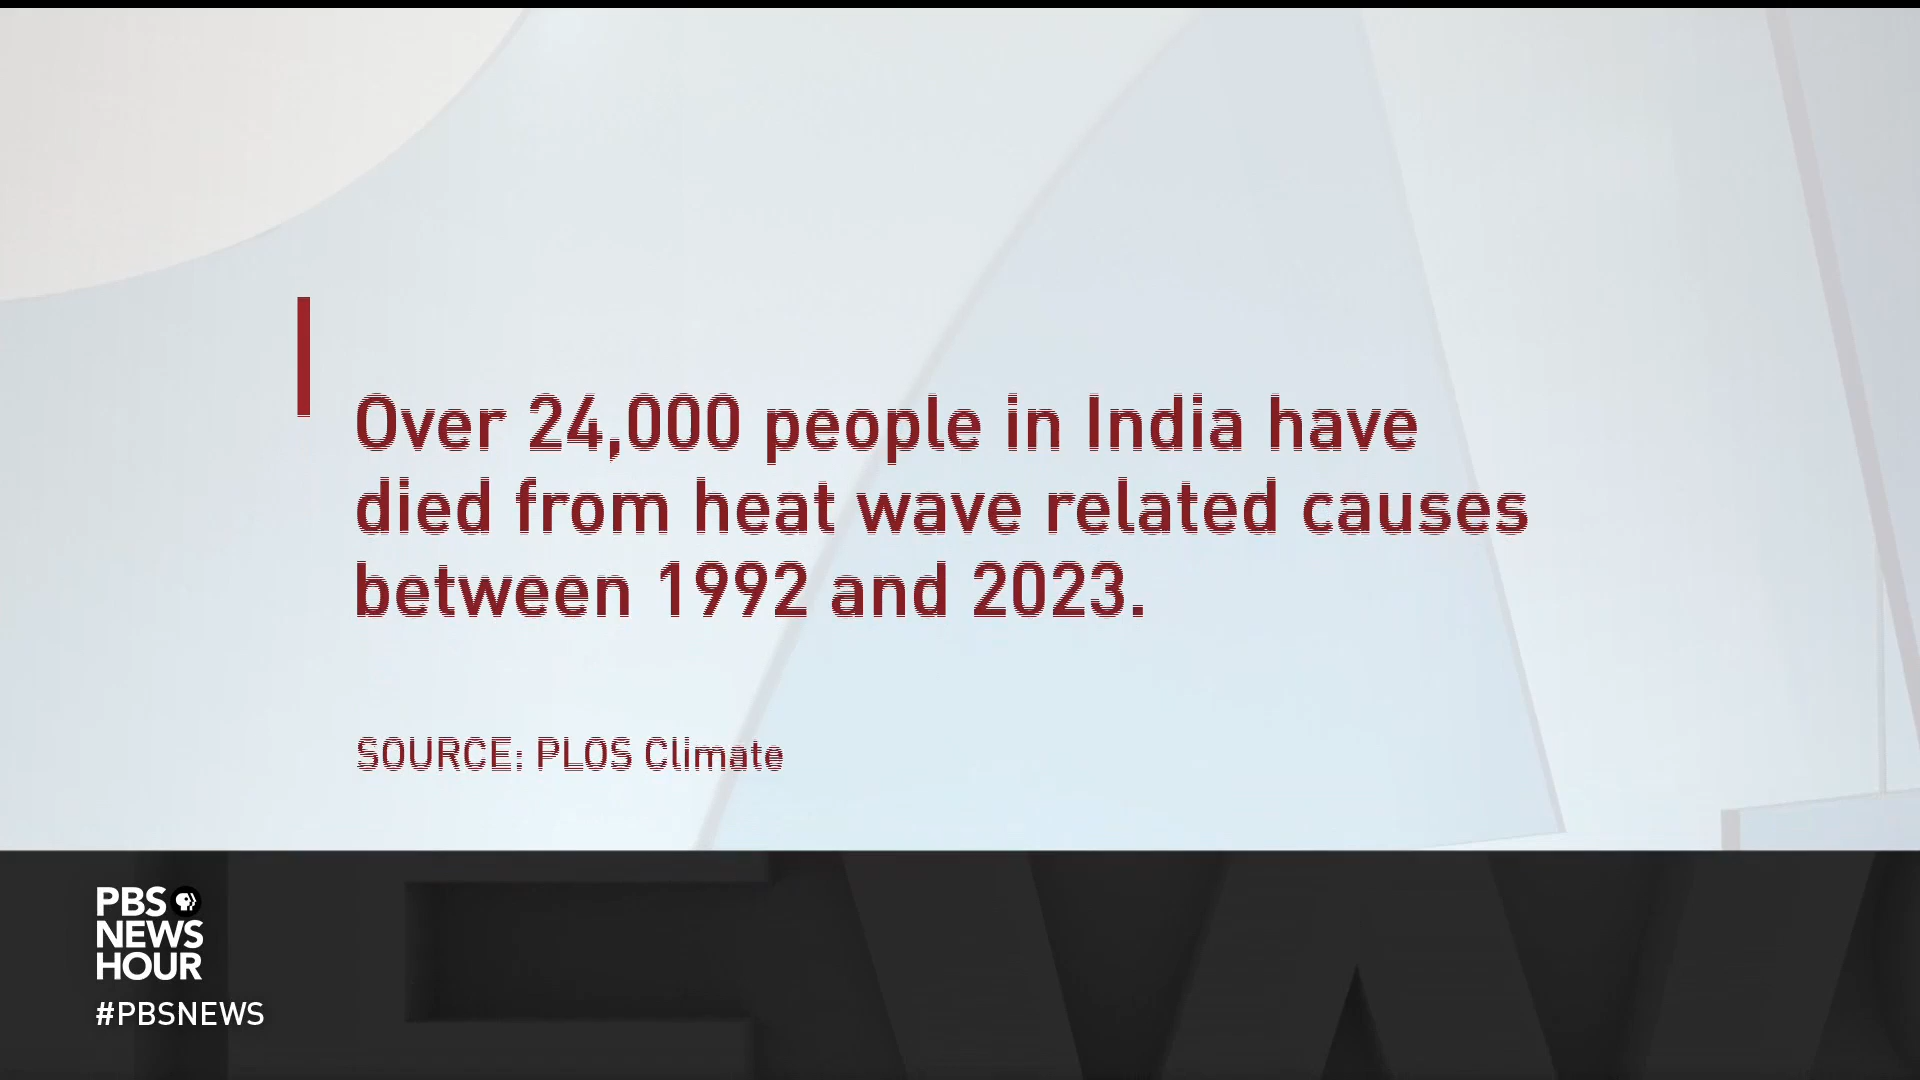 Over 24,000 people in India have
died from heat wave related causes
between 1992 and 2023.
SOURCE: PLOS Climate
PBS
NEWS
HOUR
#PBSNEWS